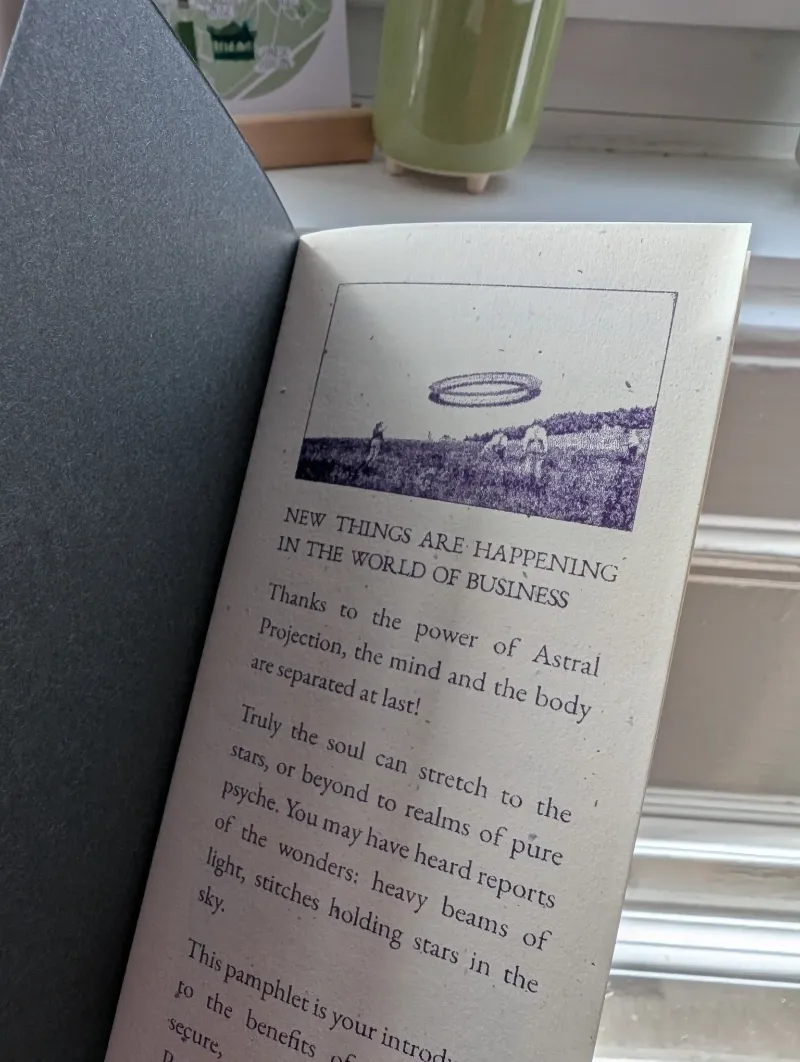 NEW THINGS ARE HAPPENING
IN THE WORLD OF BUSINESS
Thanks to the power of Astral
Projection, the mind and the body
are separated at last!
Truly the soul can stretch to the
stars, or beyond to realms of pure
psyche. You may have heard reports
of the wonders: heavy beams of
light, stitches holding stars in the
sky.
This pamphlet is your introdu
to the benefits of
secure,